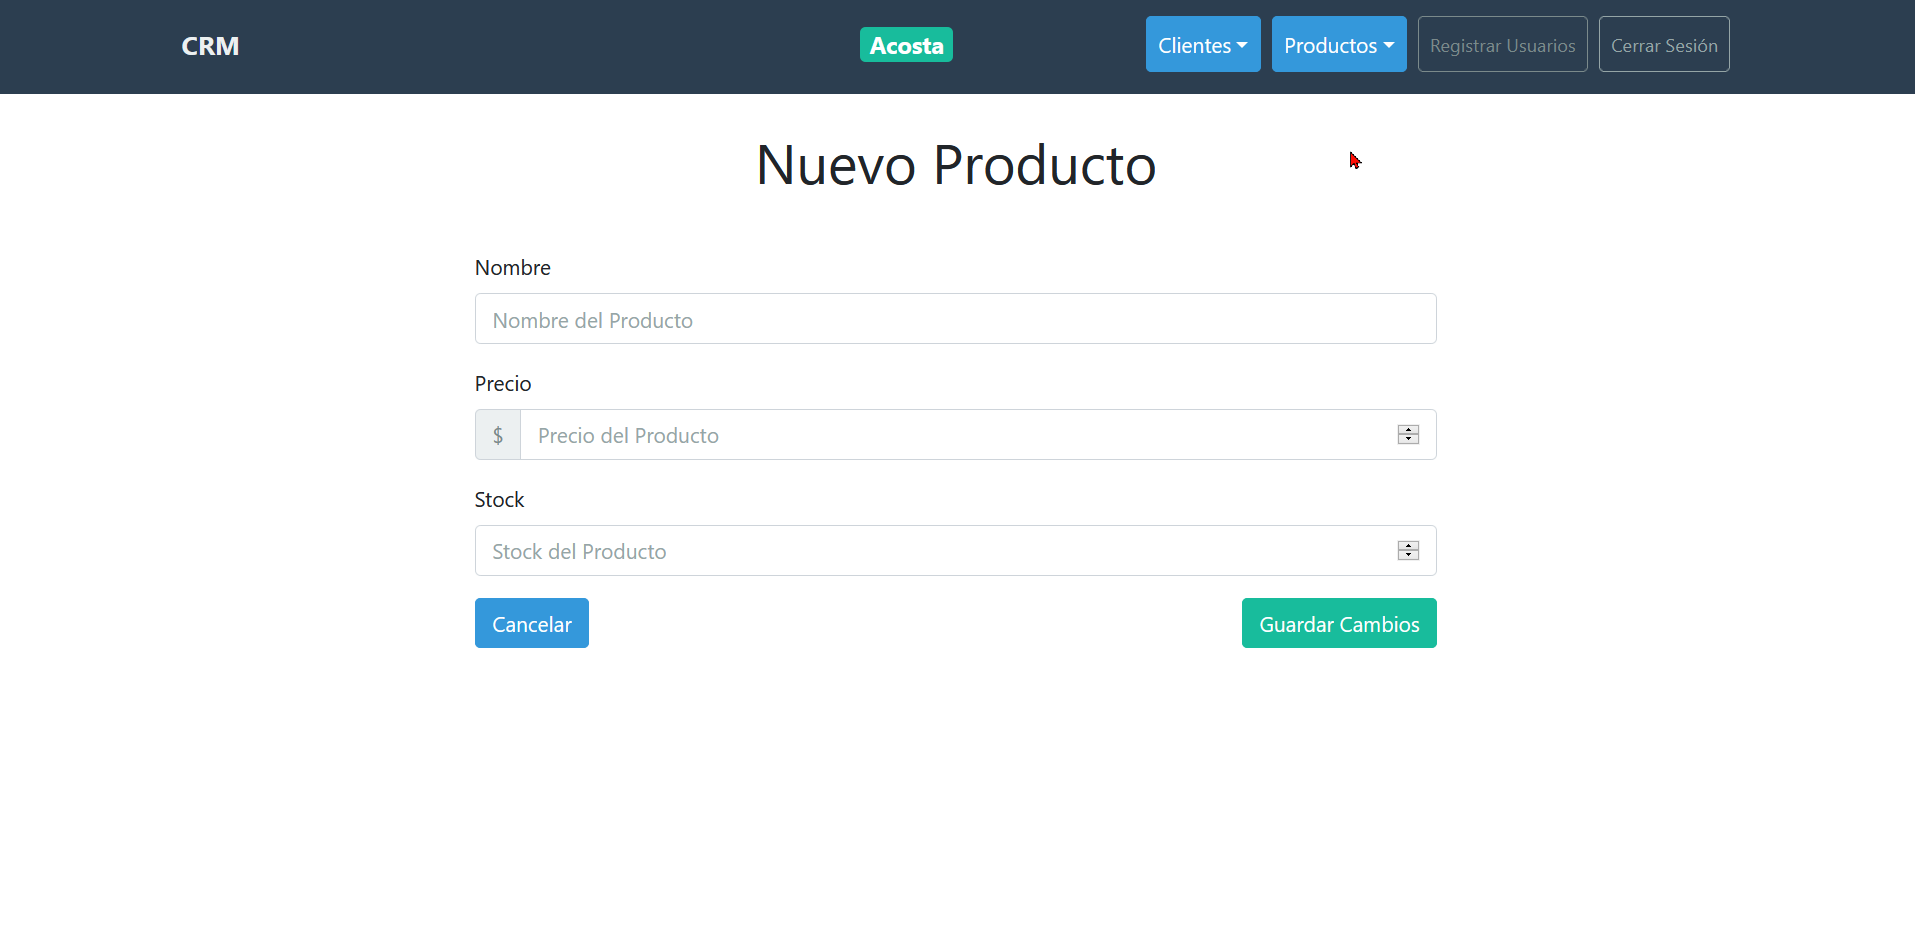 CRM
Acosta
Clientes
Productos
Registrar Usuarios
Cerrar Sesión
Nuevo Producto
Nombre
Nombre del Producto
Precio
$ Precio del Producto
Stock
Stock del Producto
Cancelar
Guardar Cambios